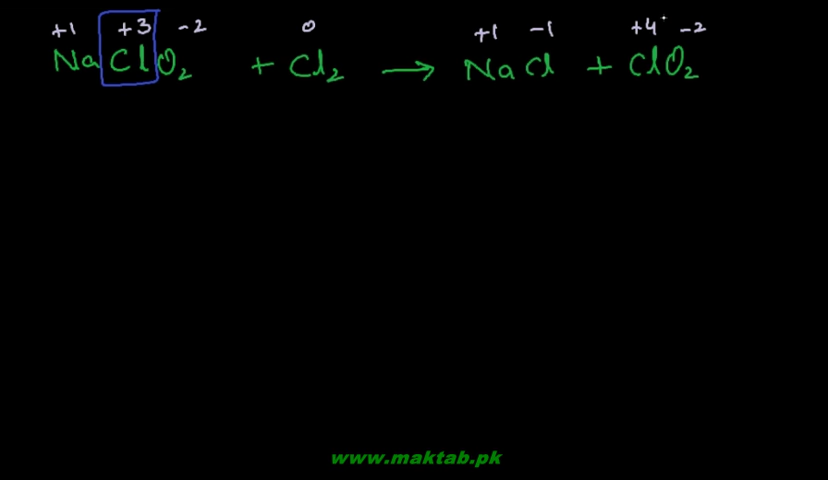 +1 +3 -2 0 +1 -1 +4 -2
NaClO₂ + Cl₂ → NaCl + ClO₂
www.maktab.pk